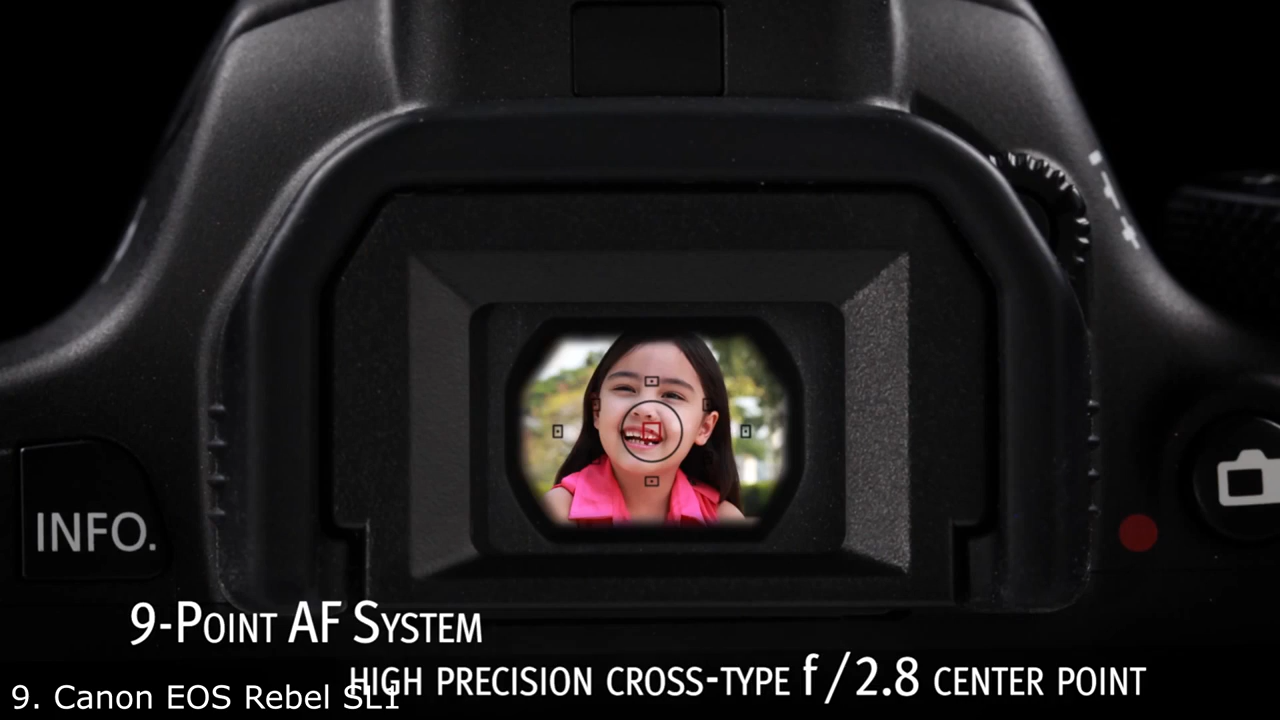 INFO.
9-Point AF System
high precision cross-type f/2.8 center point
9. Canon EOS Rebel SL1